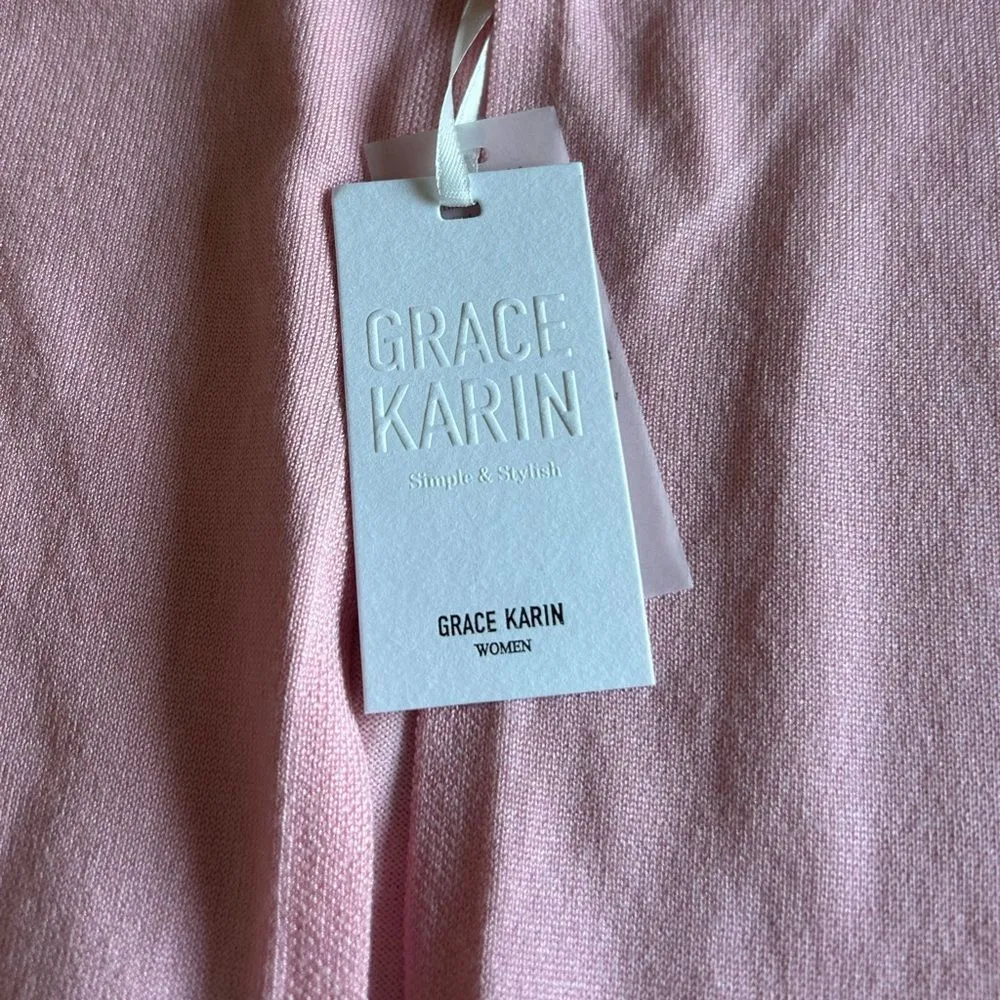 GRACE
KARIN
Simple & Stylish
GRACE KARIN
WOMEN